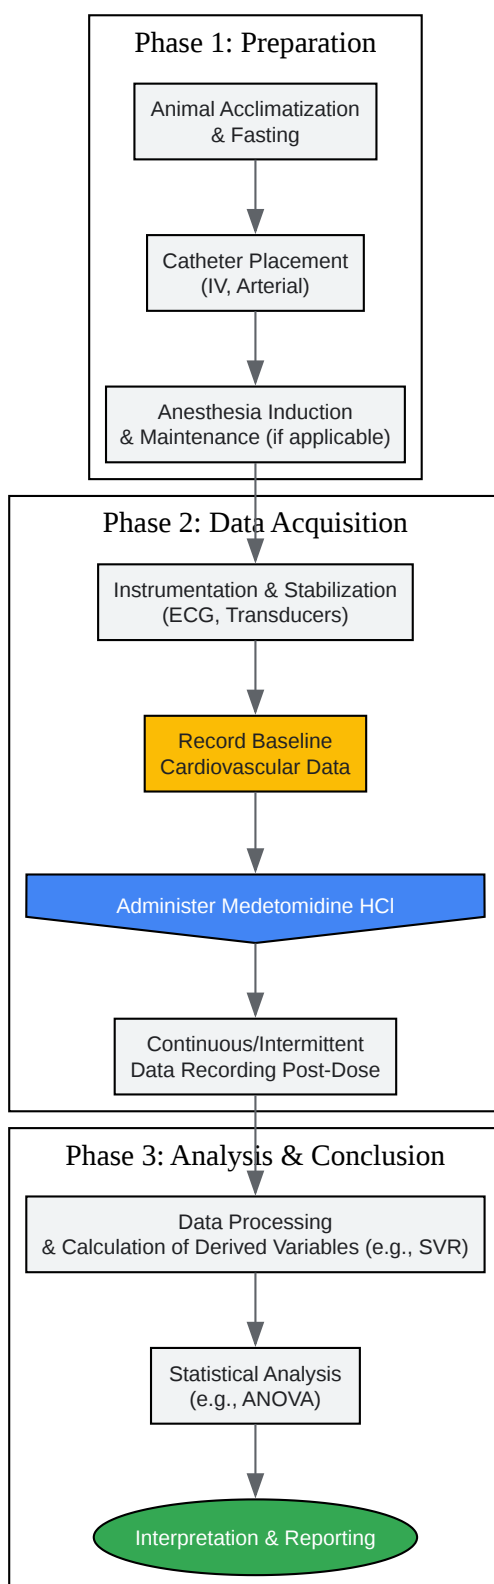 Phase 1: Preparation
Animal Acclimatization
& Fasting
Catheter Placement
(IV, Arterial)
Anesthesia Induction
& Maintenance (if applicable)
Phase 2: Data Acquisition
Instrumentation & Stabilization
(ECG, Transducers)
Record Baseline
Cardiovascular Data
Administer Medetomidine HCl
Continuous/Intermittent
Data Recording Post-Dose
Phase 3: Analysis & Conclusion
Data Processing
& Calculation of Derived Variables (e.g., SVR)
Statistical Analysis
(e.g., ANOVA)
Interpretation & Reporting